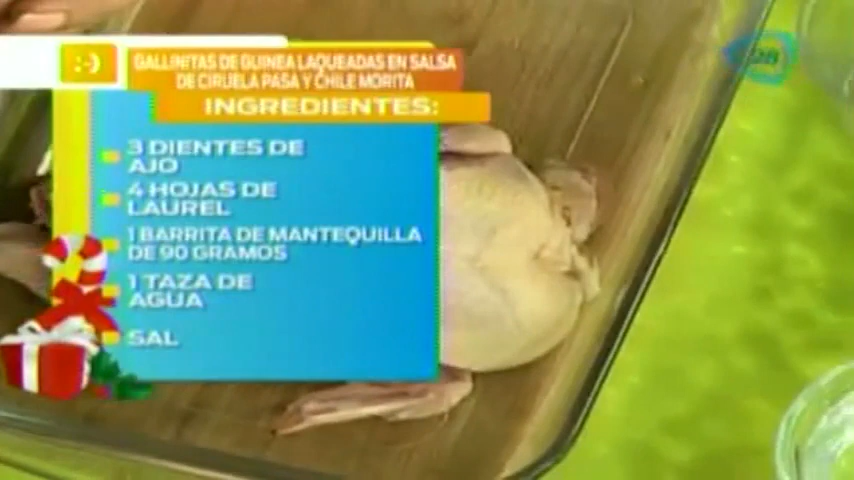 :-)
GALLINITAS DE GUINEA LAQUEADAS EN SALSA
DE CIRUELA PASA Y CHILE MORITA
INGREDIENTES:
3 DIENTES DE
AJO
4 HOJAS DE
LAUREL
1 BARRITA DE MANTEQUILLA
DE 90 GRAMOS
1 TAZA DE
AGUA
SAL
28